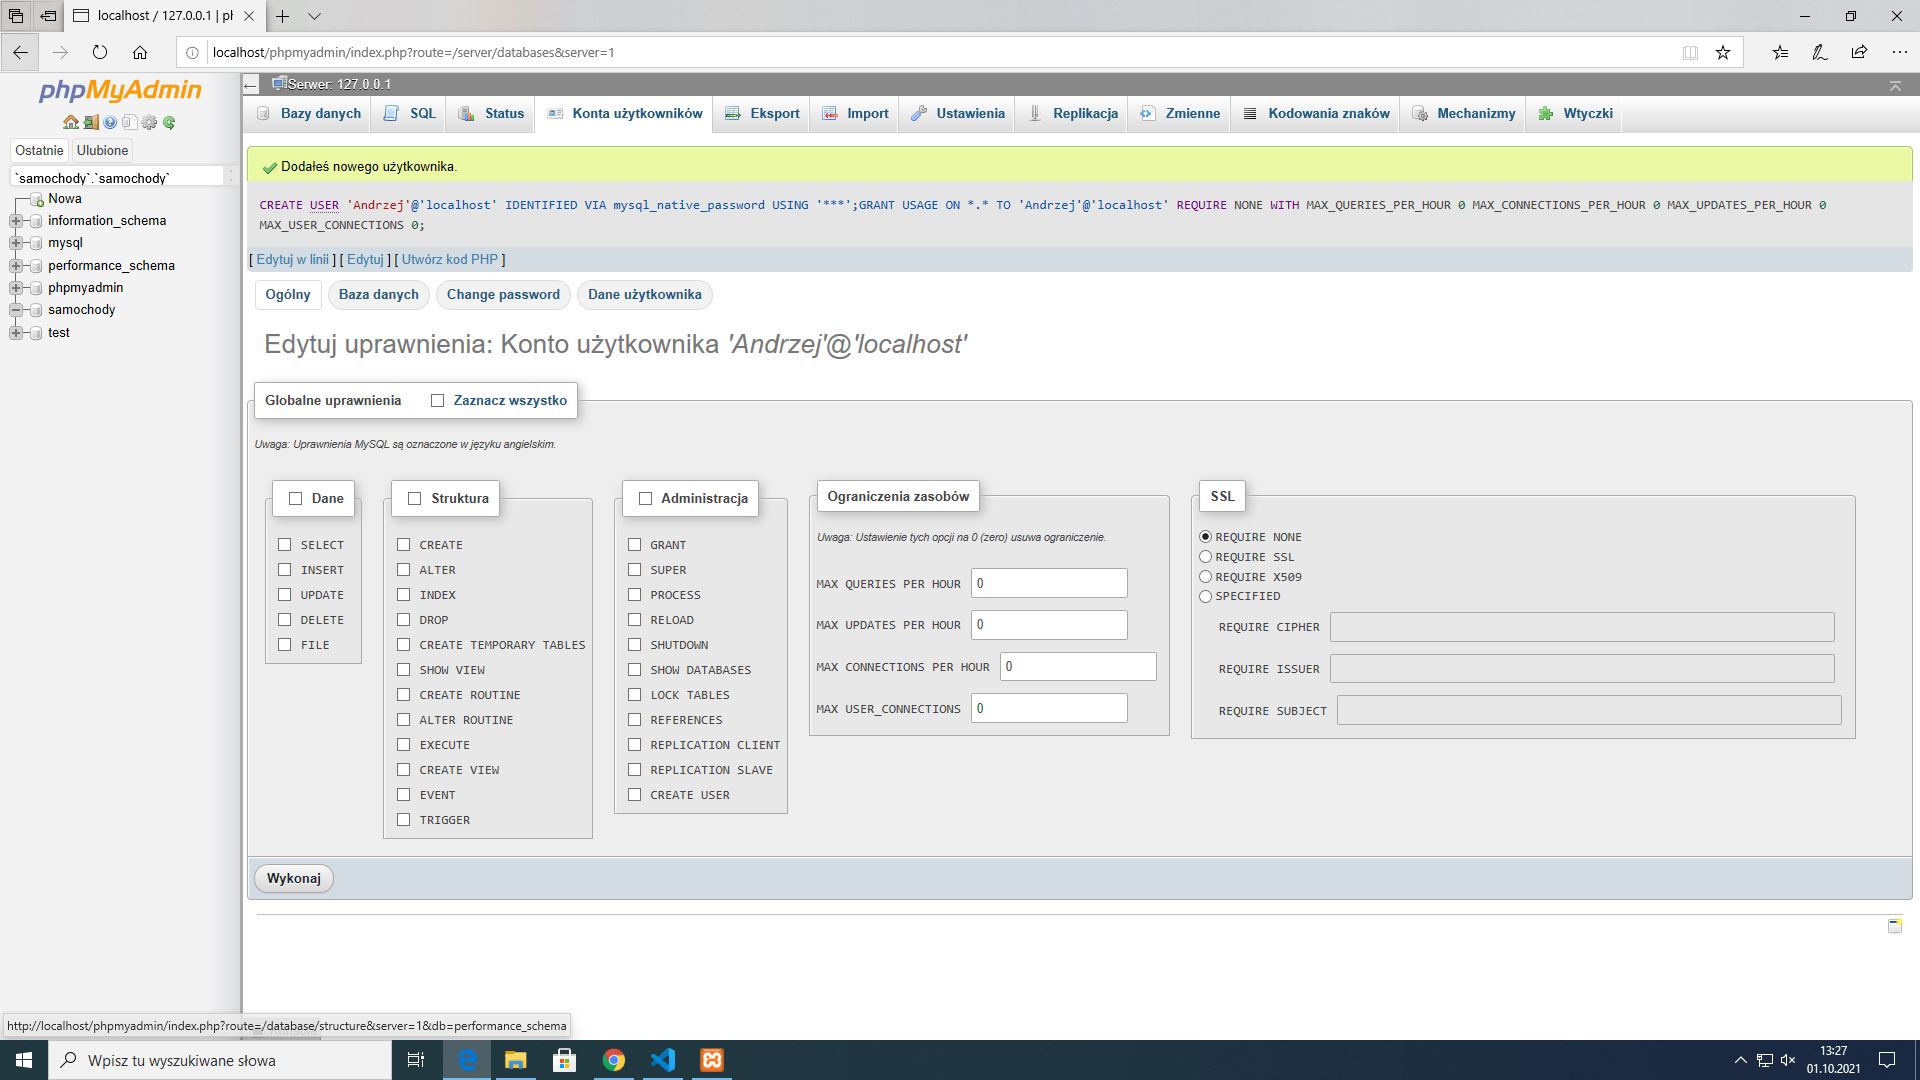 localhost / 127.0.0.1 | pl
localhost/phpmyadmin/index.php?route=/server/databases&server=1
phpMyAdmin
Ostatnie Ulubione
`samochody`.`samochody`
Nowa
information_schema
mysql
performance_schema
phpmyadmin
samochody
test
Serwer: 127.0.0.1
Bazy danych SQL Status Konta użytkowników Eksport Import Ustawienia Replikacja Zmienne Kodowania znaków Mechanizmy Wtyczki
Dodałeś nowego użytkownika.
CREATE USER 'Andrzej'@'localhost' IDENTIFIED VIA mysql_native_password USING '***';GRANT USAGE ON *.* TO 'Andrzej'@'localhost' REQUIRE NONE WITH MAX_QUERIES_PER_HOUR 0 MAX_CONNECTIONS_PER_HOUR 0 MAX_UPDATES_PER_HOUR 0
MAX_USER_CONNECTIONS 0;
[ Edytuj w linii ] [ Edytuj ] [ Utwórz kod PHP ]
Ogólny Baza danych Change password Dane użytkownika
Edytuj uprawnienia: Konto użytkownika 'Andrzej'@'localhost'
Globalne uprawnienia Zaznacz wszystko
Uwaga: Uprawnienia MySQL są oznaczone w języku angielskim.
Dane
SELECT
INSERT
UPDATE
DELETE
FILE
Struktura
CREATE
ALTER
INDEX
DROP
CREATE TEMPORARY TABLES
SHOW VIEW
CREATE ROUTINE
ALTER ROUTINE
EXECUTE
CREATE VIEW
EVENT
TRIGGER
Administracja
GRANT
SUPER
PROCESS
RELOAD
SHUTDOWN
SHOW DATABASES
LOCK TABLES
REFERENCES
REPLICATION CLIENT
REPLICATION SLAVE
CREATE USER
Ograniczenia zasobów
Uwaga: Ustawienie tych opcji na 0 (zero) usuwa ograniczenie.
MAX QUERIES PER HOUR 0
MAX UPDATES PER HOUR 0
MAX CONNECTIONS PER HOUR 0
MAX USER_CONNECTIONS 0
SSL
REQUIRE NONE
REQUIRE SSL
REQUIRE X509
SPECIFIED
REQUIRE CIPHER
REQUIRE ISSUER
REQUIRE SUBJECT
Wykonaj
http://localhost/phpmyadmin/index.php?route=/database/structure&server=1&db=performance_schema
Wpisz tu wyszukiwane słowa
13:27
01.10.2021